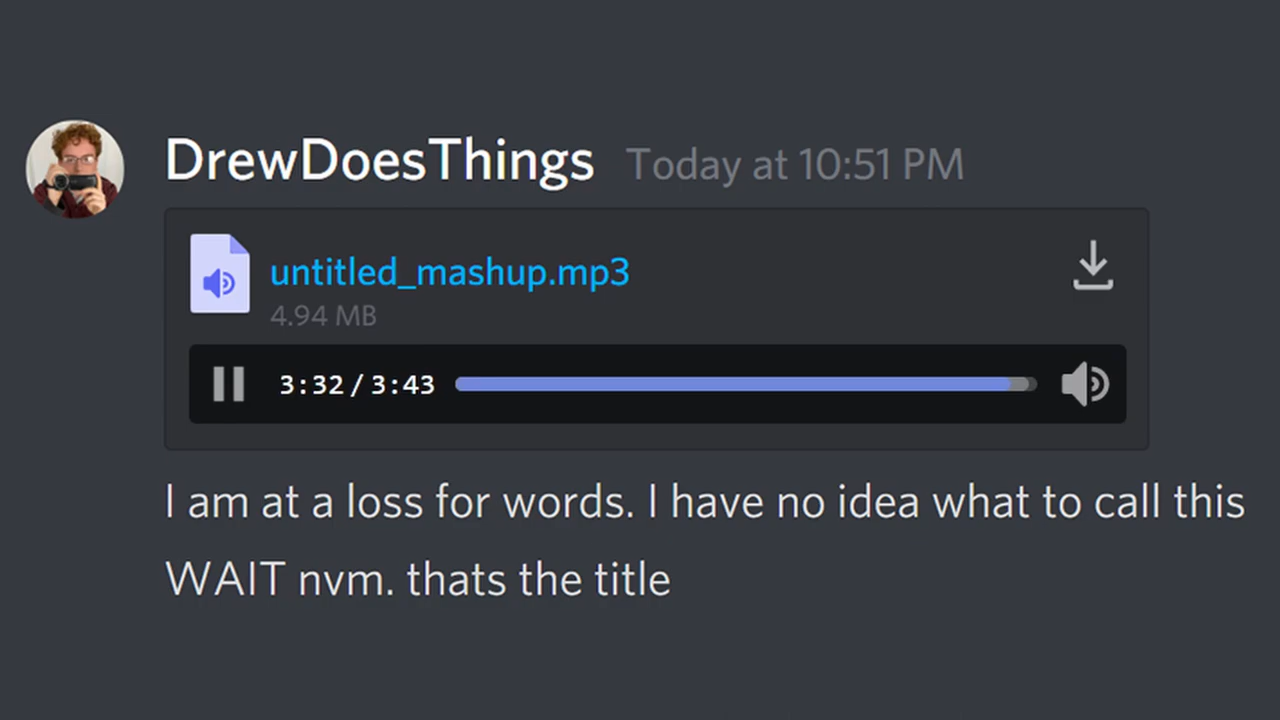 DrewDoesThings Today at 10:51 PM
untitled_mashup.mp3
4.94 MB
3:32 / 3:43
I am at a loss for words. I have no idea what to call this
WAIT nvm. thats the title